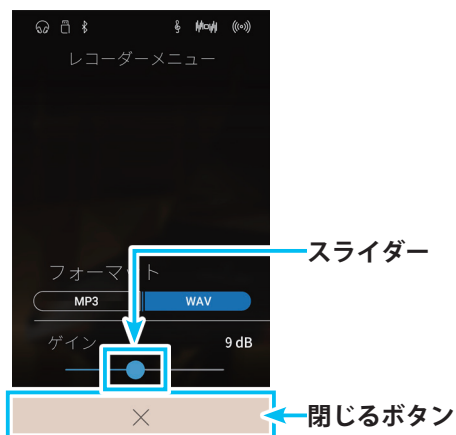 レコーダーメニュー
スライダー
フォーマット
MP3 WAV
ゲイン 9 dB
閉じるボタン